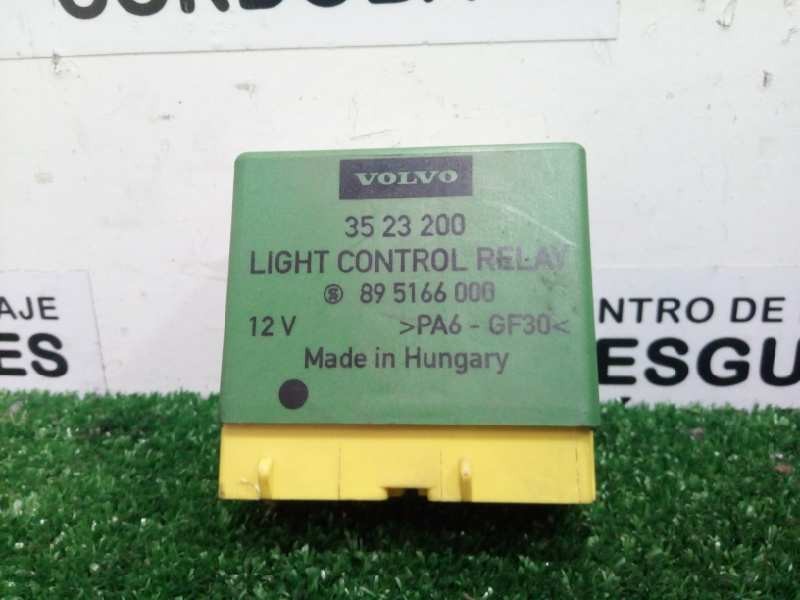 VOLVO
35 23 200
LIGHT CONTROL RELAY
89 5166 000
12 V >PA6 - GF30<
Made in Hungary
AJE
ES
NTRO DE
ESGU